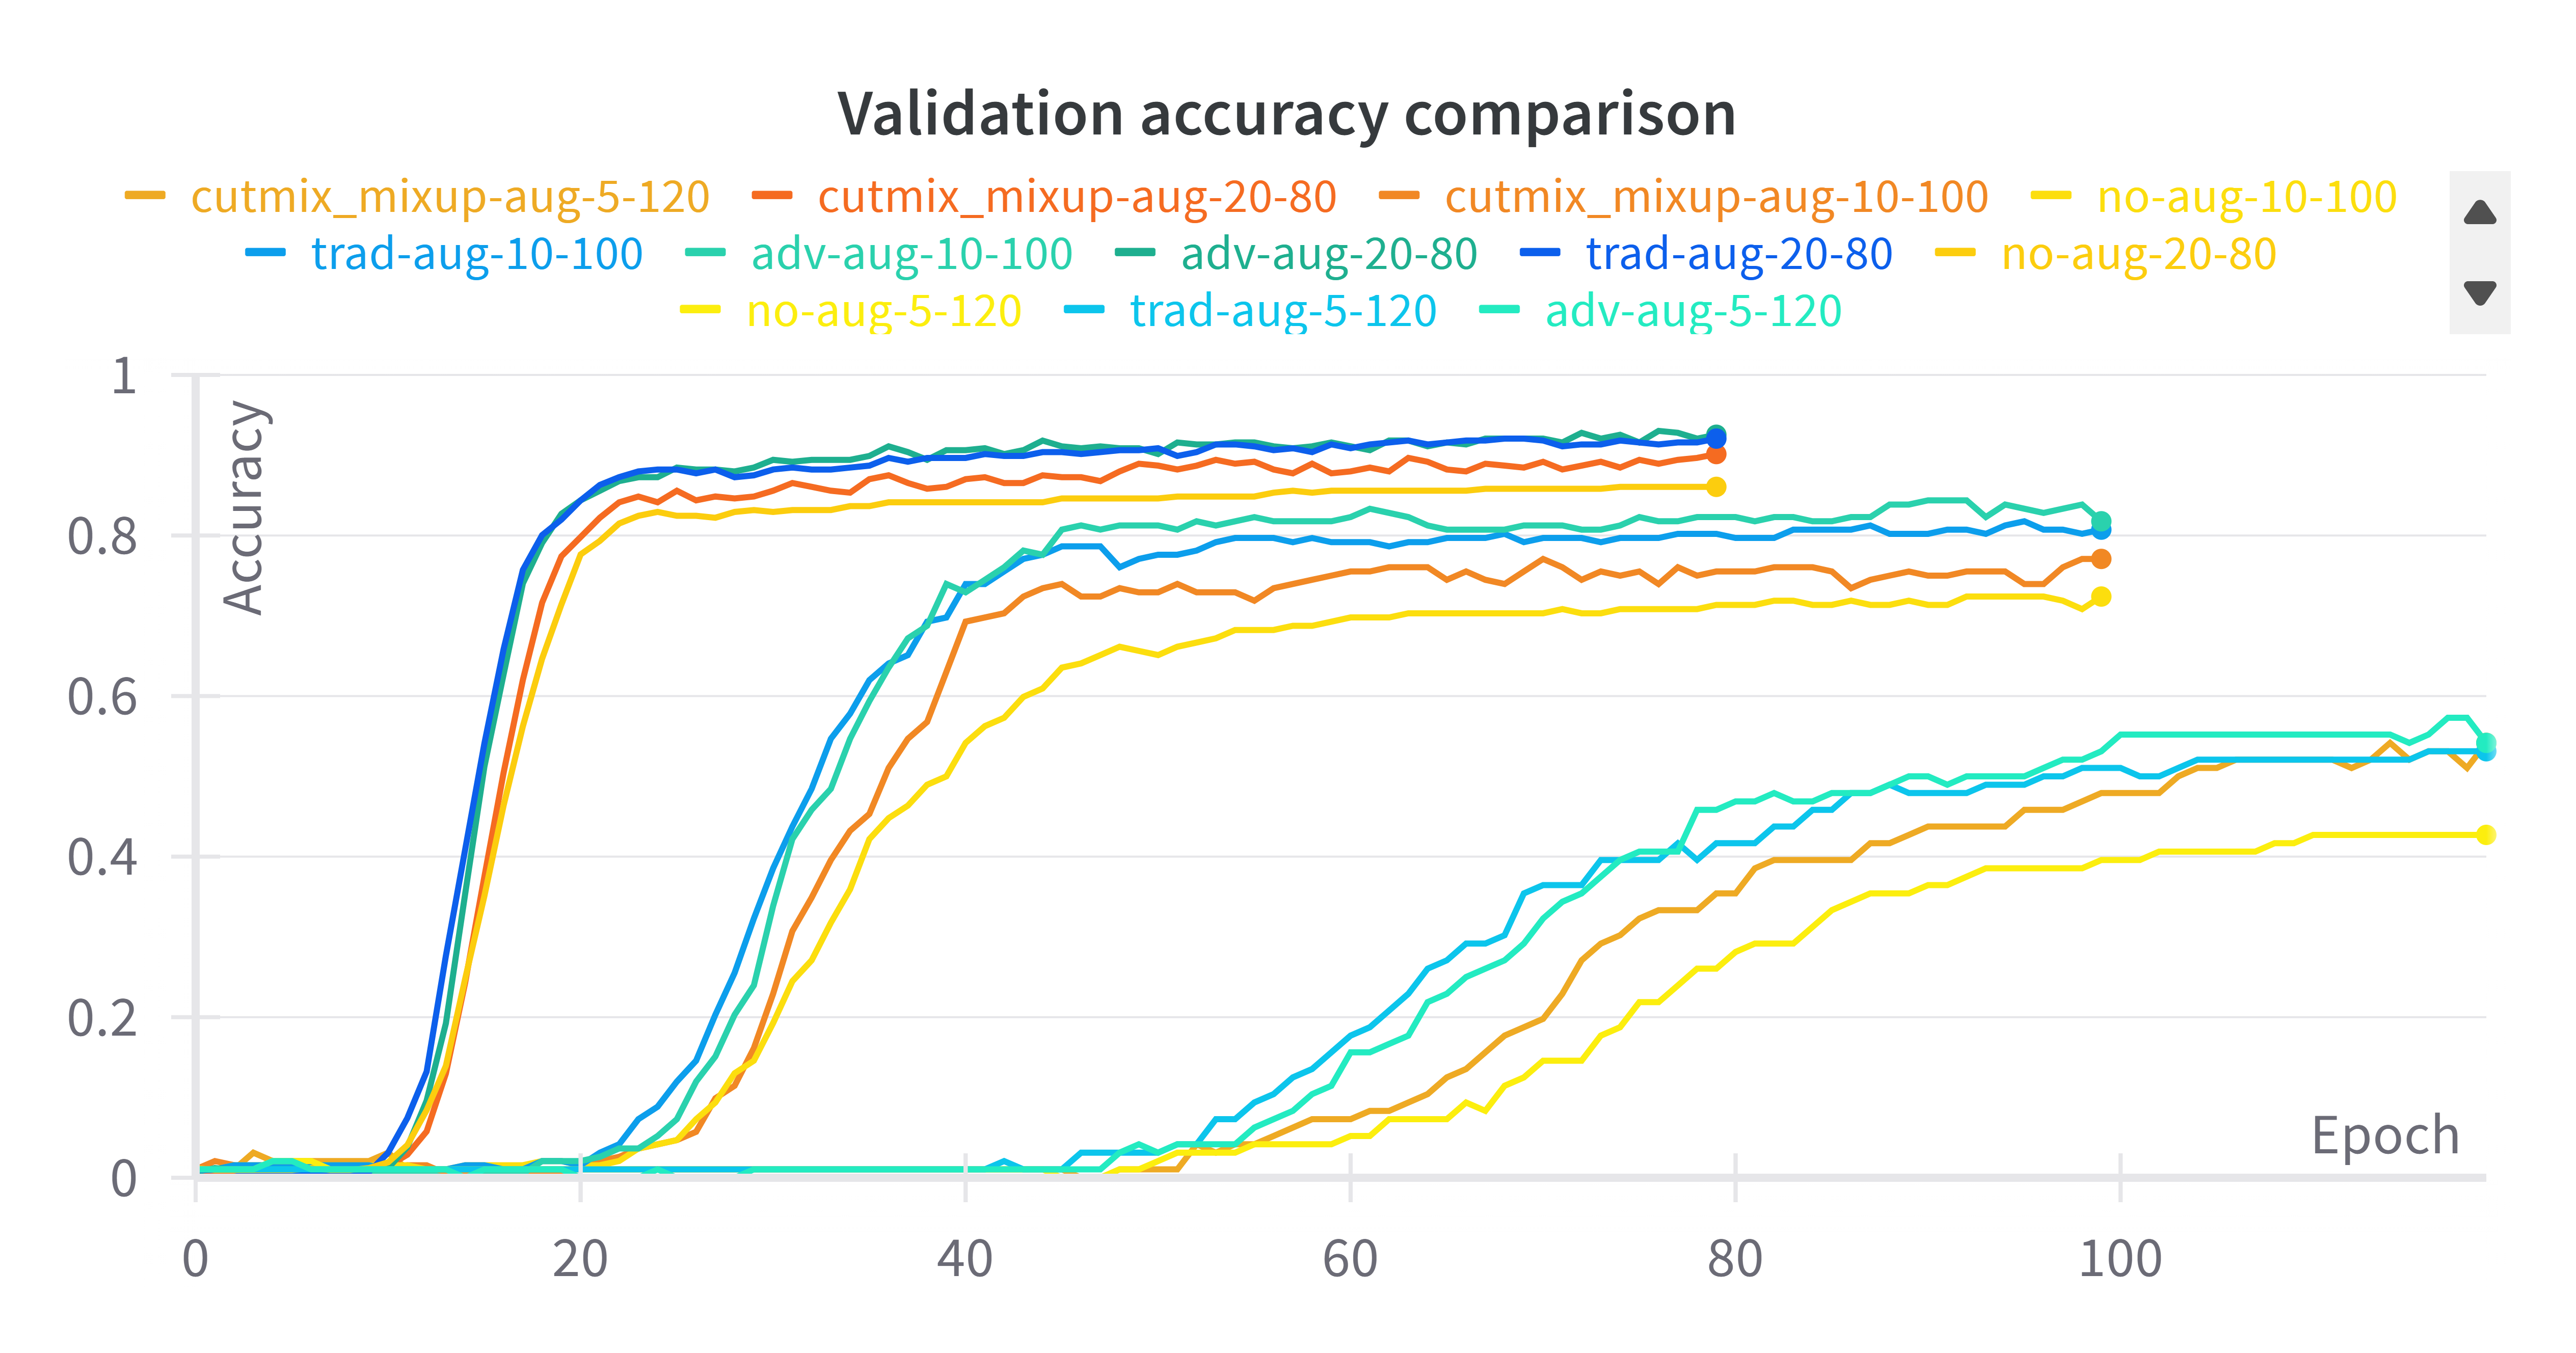 Validation accuracy comparison
cutmix_mixup-aug-5-120 cutmix_mixup-aug-20-80 cutmix_mixup-aug-10-100 no-aug-10-100
trad-aug-10-100 adv-aug-10-100 adv-aug-20-80 trad-aug-20-80 no-aug-20-80
no-aug-5-120 trad-aug-5-120 adv-aug-5-120
1
0.8
0.6
0.4
0.2
0
Accuracy
Epoch
0 20 40 60 80 100